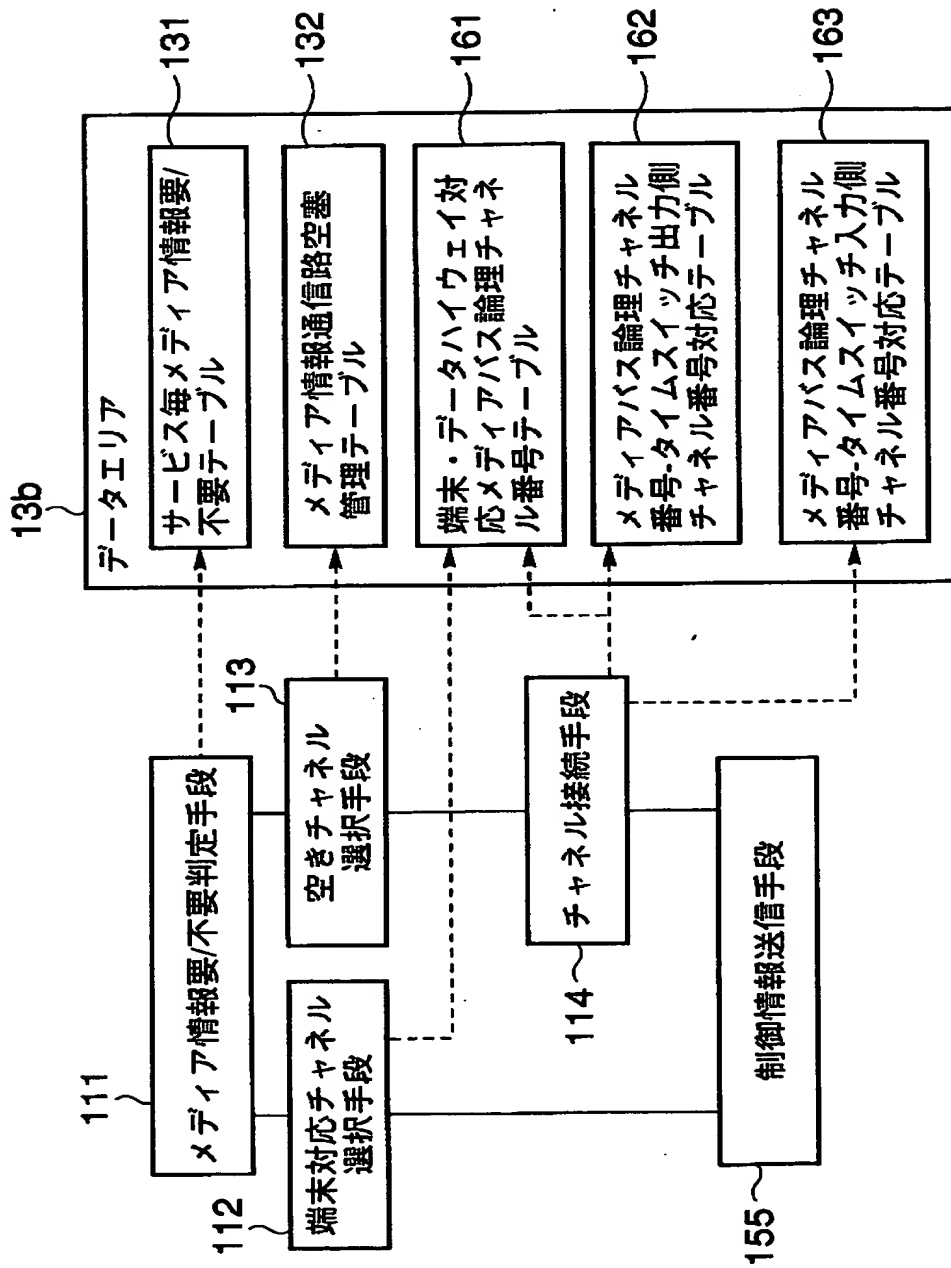 13b
データエリア
131
サービス毎メディア情報要/
不要テーブル
132
メディア情報通信路空塞
管理テーブル
161
端末・データハイウェイ対
応メディアバス論理チャネ
ル番号テーブル
162
メディアバス論理チャネル
番号-タイムスイッチ出力側
チャネル番号対応テーブル
163
メディアバス論理チャネル
番号-タイムスイッチ入力側
チャネル番号対応テーブル
111
メディア情報要/不要判定手段
112
端末対応チャネル
選択手段
113
空きチャネル
選択手段
114
チャネル接続手段
155
制御情報送信手段